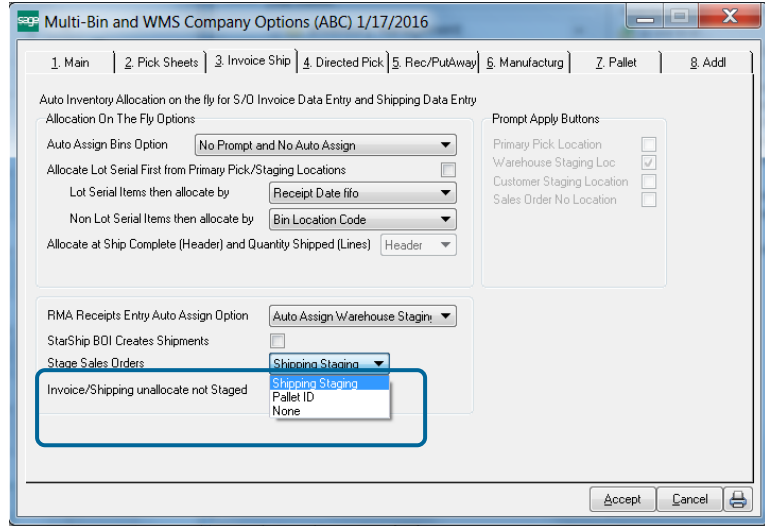 sage Multi-Bin and WMS Company Options (ABC) 1/17/2016
1. Main 2. Pick Sheets 3. Invoice Ship 4. Directed Pick 5. Rec/PutAway 6. Manufacturg 7. Pallet 8. Addl
Auto Inventory Allocation on the fly for S/O Invoice Data Entry and Shipping Data Entry
Allocation On The Fly Options Prompt Apply Buttons
Auto Assign Bins Option No Prompt and No Auto Assign Primary Pick Location
Allocate Lot Serial First from Primary Pick/Staging Locations Warehouse Staging Loc
Lot Serial Items then allocate by Receipt Date fifo Customer Staging Location
Non Lot Serial Items then allocate by Bin Location Code Sales Order No Location
Allocate at Ship Complete (Header) and Quantity Shipped (Lines) Header
RMA Receipts Entry Auto Assign Option Auto Assign Warehouse Staging
StarShip BOI Creates Shipments
Stage Sales Orders Shipping Staging
Invoice/Shipping unallocate not Staged Shipping Staging
Pallet ID
None
Accept Cancel